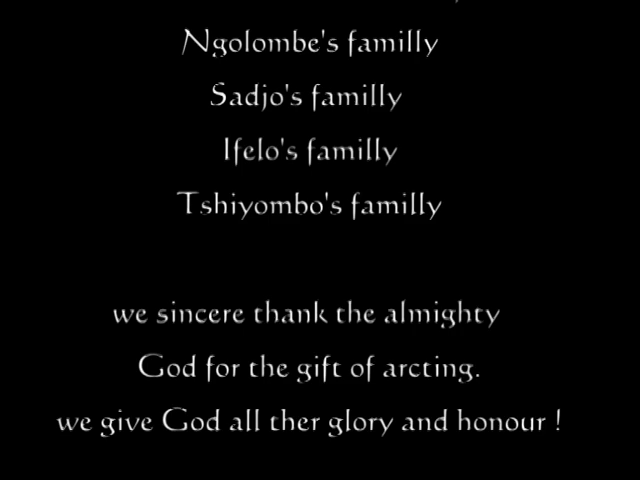 Ngolombe's familly
Sadjo's familly
Ifelo's familly
Tshiyombo's familly
we sincere thank the almighty
God for the gift of arcting.
we give God all ther glory and honour !